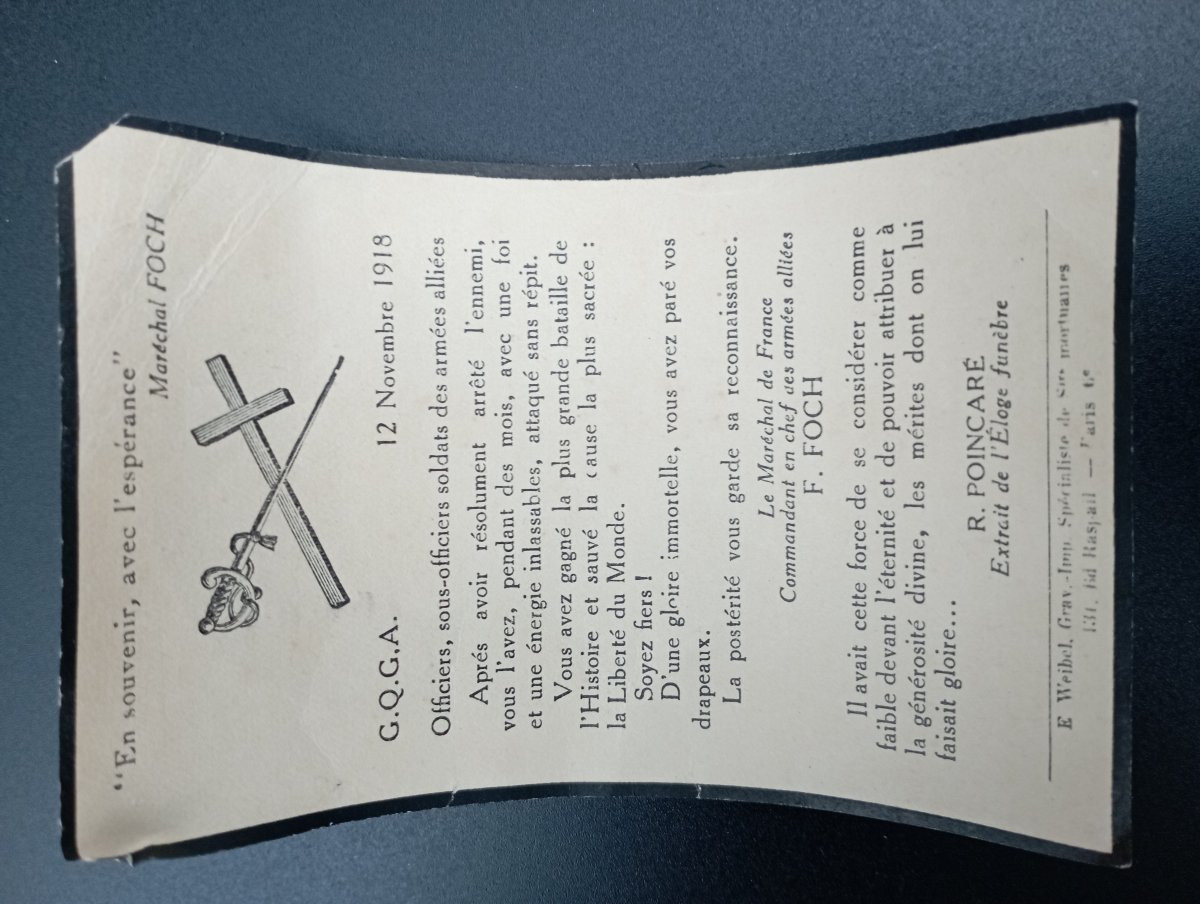 "En souvenir, avec l'espérance"
Maréchal FOCH
G.Q.G.A. 12 Novembre 1918
Officiers, sous-officiers soldats des armées alliées
Aprés avoir résolument arrêté l'ennemi,
vous l'avez, pendant des mois, avec une foi
et une énergie inlassables, attaqué sans répit.
Vous avez gagné la plus grande bataille de
l'Histoire et sauvé la cause la plus sacrée :
la Liberté du Monde.
Soyez fiers !
D'une gloire immortelle, vous avez paré vos
drapeaux.
La postérité vous garde sa reconnaissance.
Le Maréchal de France
Commandant en chef des armées alliées
F. FOCH
Il avait cette force de se considérer comme
faible devant l'éternité et de pouvoir attribuer à
la générosité divine, les mérites dont on lui
faisait gloire...
R. POINCARÉ
Extrait de l'Éloge funèbre
E Weibel, Grav.-Imp. Spécialiste de mortuaires
Bd Raspail — Paris 6e